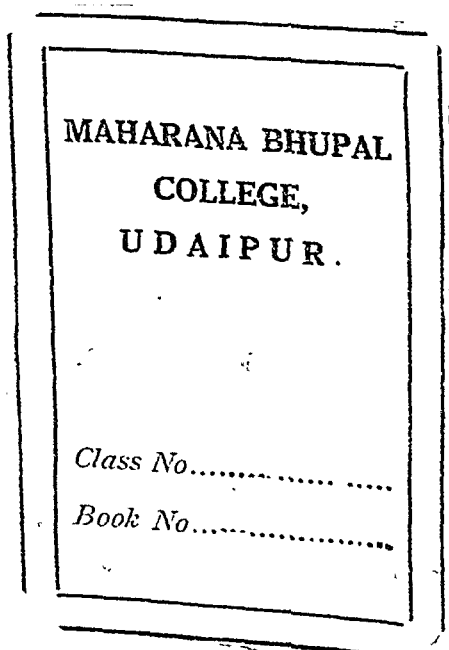 MAHARANA BHUPAL
COLLEGE,
UDAIPUR.
Class No...................
Book No.....................